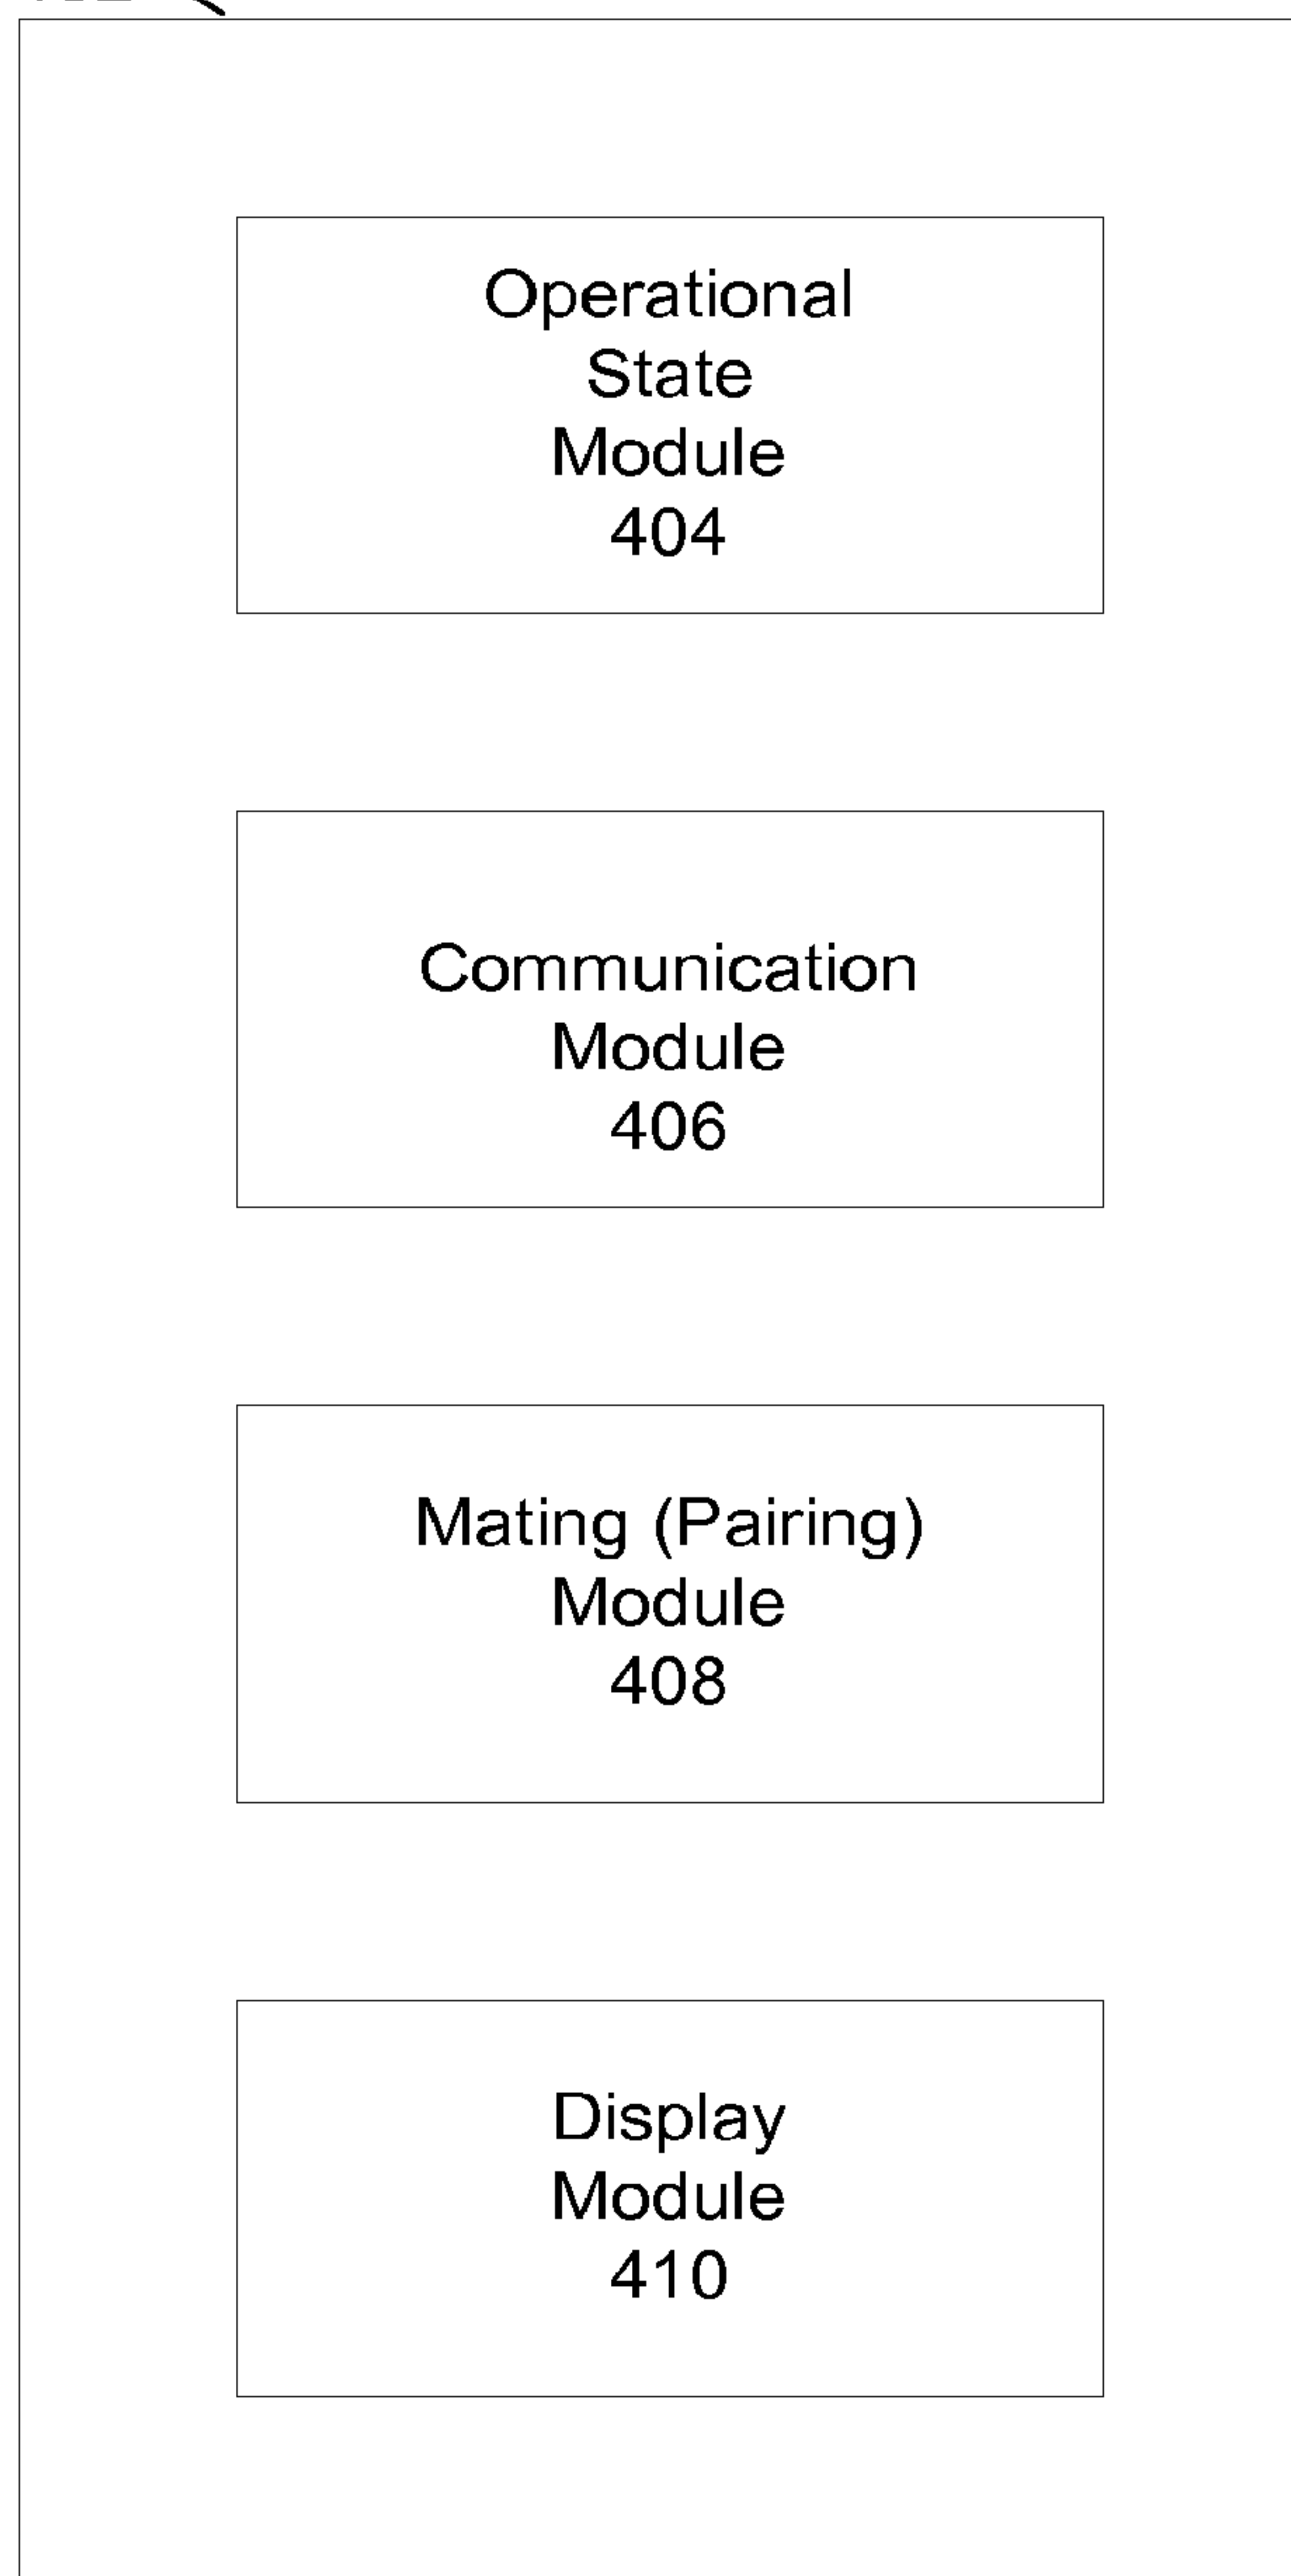 Operational
State
Module
404
Communication
Module
406
Mating (Pairing)
Module
408
Display
Module
410